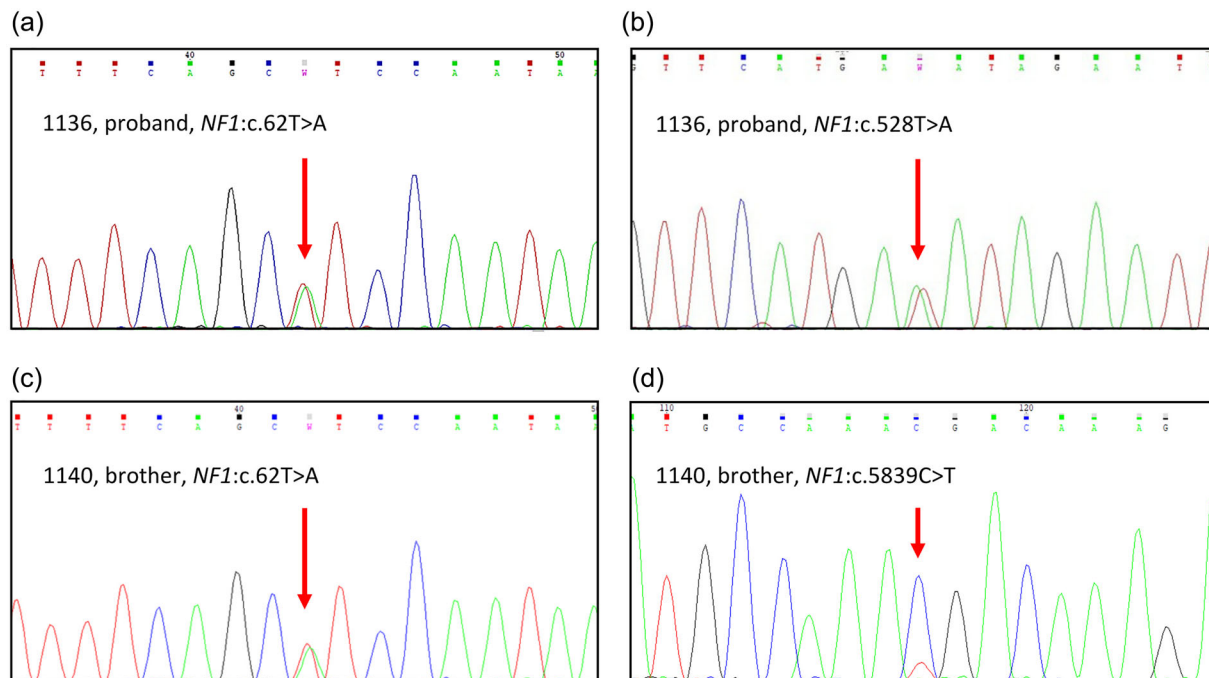 (a)
40 50
T T T C A G C W T C C A A T A A
1136, proband, NF1:c.62T>A
(b)
G T T C A T G A W A T A G A A T
1136, proband, NF1:c.528T>A
(c)
40 5
T T T T C A G C W T C C A A T A A
1140, brother, NF1:c.62T>A
(d)
110 120
A T G C C A A A C G A C A A A G
1140, brother, NF1:c.5839C>T